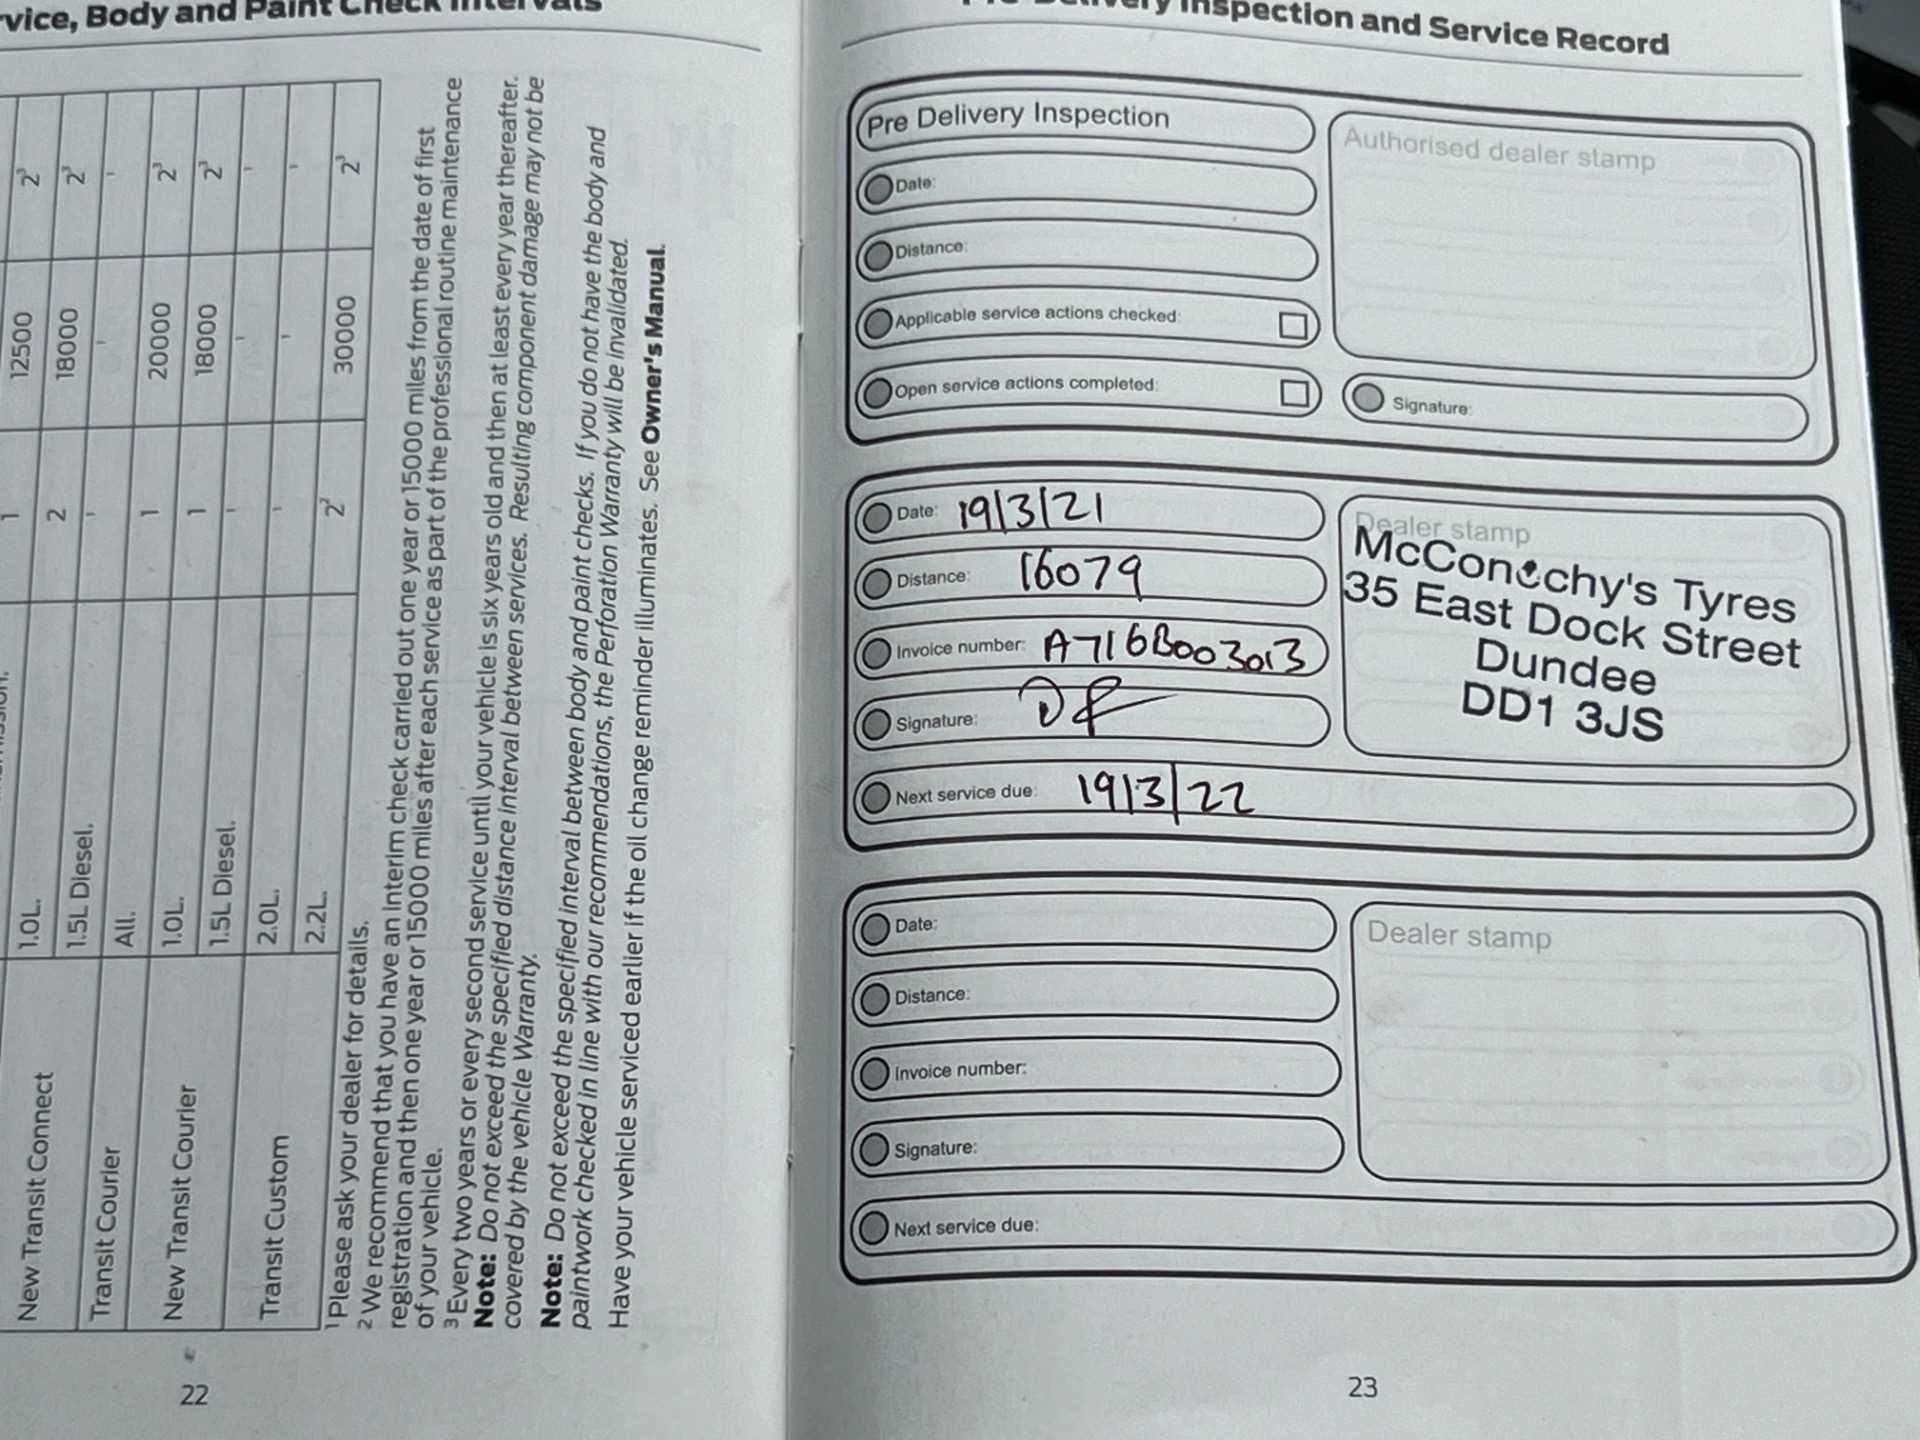 Body and Paint
New Transit Connect 1.0L. 1 12500 2³
1.5L Diesel. 2 18000 2³
Transit Courier All. - - -
New Transit Courier 1.0L. 1 20000 2³
1.5L Diesel. 1 18000 2³
Transit Custom 2.0L. - - -
2.2L. 2² 30000 2³
¹ Please ask your dealer for details.
² We recommend that you have an interim check carried out one year or 15000 miles from the date of first
registration and then one year or 15000 miles after each service as part of the professional routine maintenance
of your vehicle.
³ Every two years or every second service until your vehicle is six years old and then at least every year thereafter.
Note: Do not exceed the specified distance interval between services. Resulting component damage may not be
covered by the vehicle Warranty.
Note: Do not exceed the specified interval between body and paint checks. If you do not have the body and
paintwork checked in line with our recommendations, the Perforation Warranty will be invalidated.
Have your vehicle serviced earlier if the oil change reminder illuminates. See Owner's Manual.
22
Inspection and Service Record
Pre Delivery Inspection
Date:
Distance:
Applicable service actions checked:
Open service actions completed:
Authorised dealer stamp
Signature:
Date: 19/3/21
Distance: 16079
Invoice number: A716B003013
Signature:
Next service due: 19/3/22
Dealer stamp
McConechy's Tyres
35 East Dock Street
Dundee
DD1 3JS
Date:
Distance:
Invoice number:
Signature:
Next service due:
Dealer stamp
23